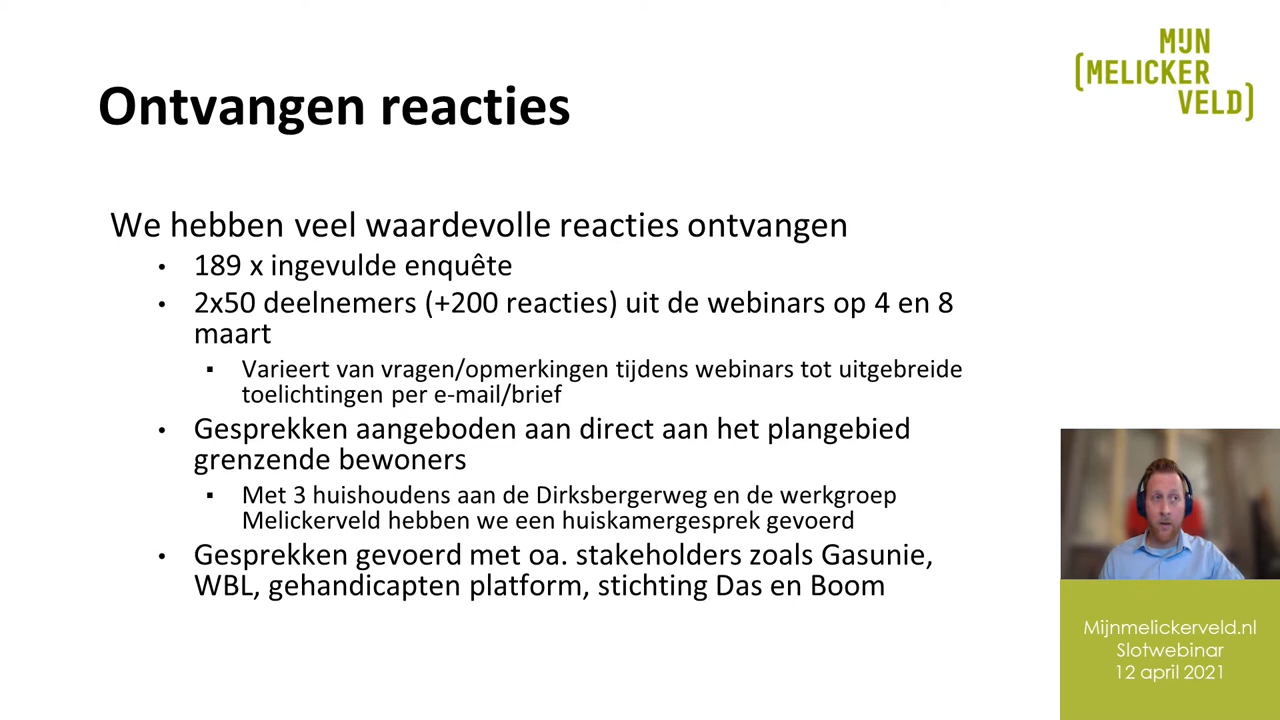 MIJN
[MELICKER
VELD]
Ontvangen reacties
We hebben veel waardevolle reacties ontvangen
• 189 x ingevulde enquête
• 2x50 deelnemers (+200 reacties) uit de webinars op 4 en 8
maart
▪ Varieert van vragen/opmerkingen tijdens webinars tot uitgebreide
toelichtingen per e-mail/brief
• Gesprekken aangeboden aan direct aan het plangebied
grenzende bewoners
▪ Met 3 huishoudens aan de Dirksbergerweg en de werkgroep
Melickerveld hebben we een huiskamergesprek gevoerd
• Gesprekken gevoerd met oa. stakeholders zoals Gasunie,
WBL, gehandicapten platform, stichting Das en Boom
Mijnmelickerveld.nl
Slotwebinar
12 april 2021